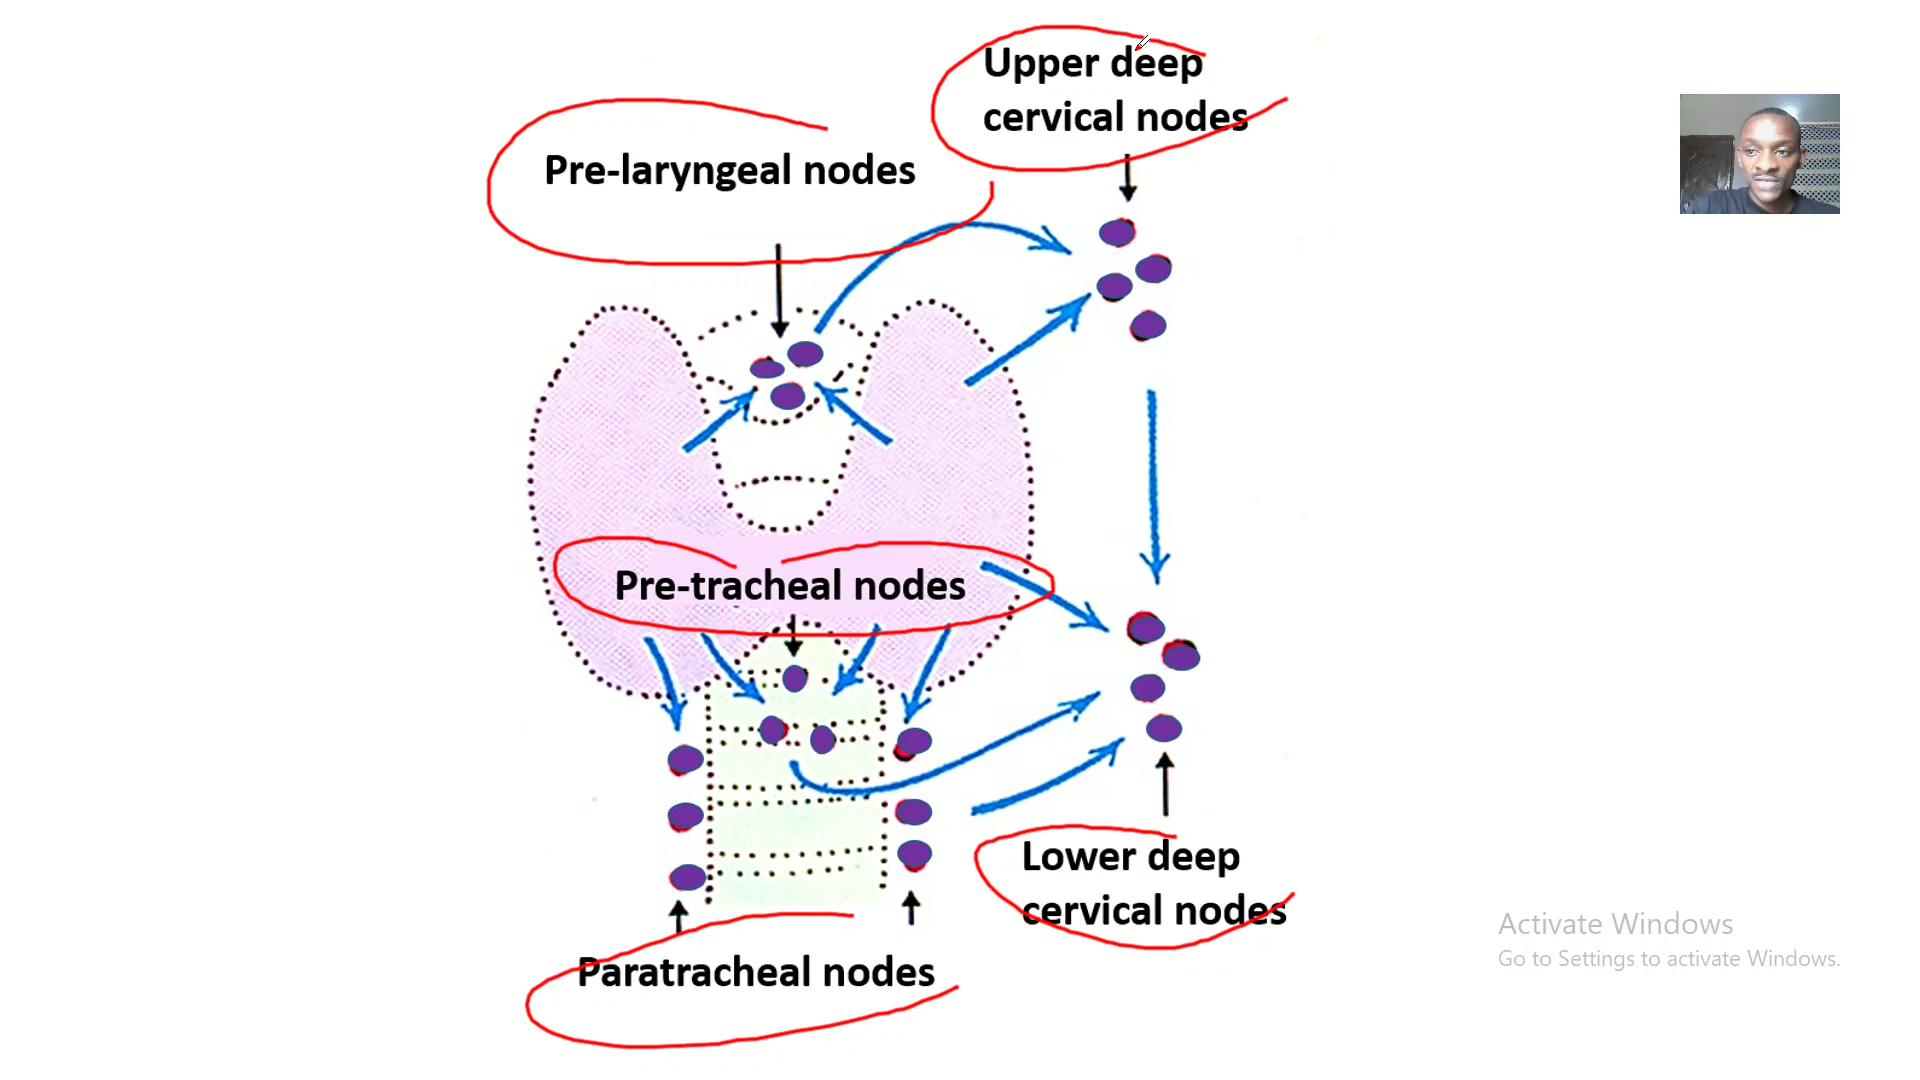 Upper deep
cervical nodes
Pre-laryngeal nodes
Pre-tracheal nodes
Lower deep
cervical nodes
Paratracheal nodes
Activate Windows
Go to Settings to activate Windows.